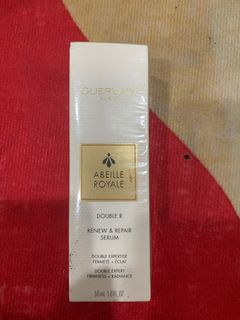 GUERLAIN
PARIS
ABEILLE
ROYALE
DOUBLE R
RENEW & REPAIR
SERUM
DOUBLE EXPERTISE
FERMETÉ + ÉCLAT
DOUBLE EXPERT
FIRMNESS + RADIANCE
50ml 1.6FL.OZ